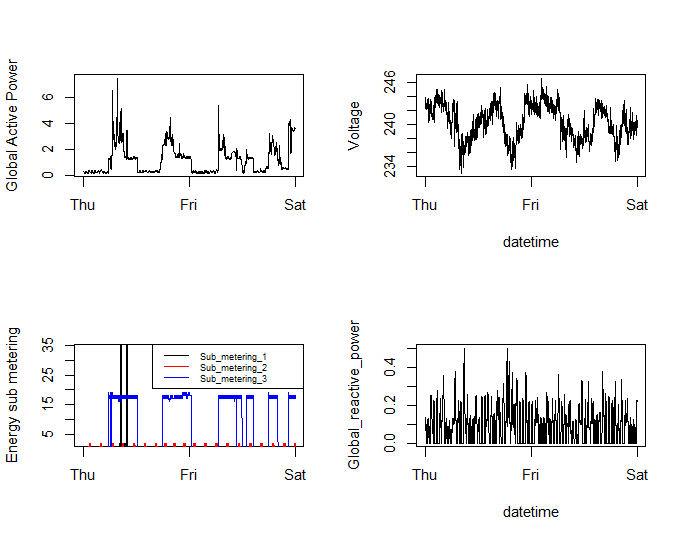 Global Active Power
0 2 4 6
Thu Fri Sat
Voltage
234 240 246
Thu Fri Sat
datetime
Energy sub metering
5 15 25 35
Sub_metering_1
Sub_metering_2
Sub_metering_3
Thu Fri Sat
Global_reactive_power
0.0 0.2 0.4
Thu Fri Sat
datetime